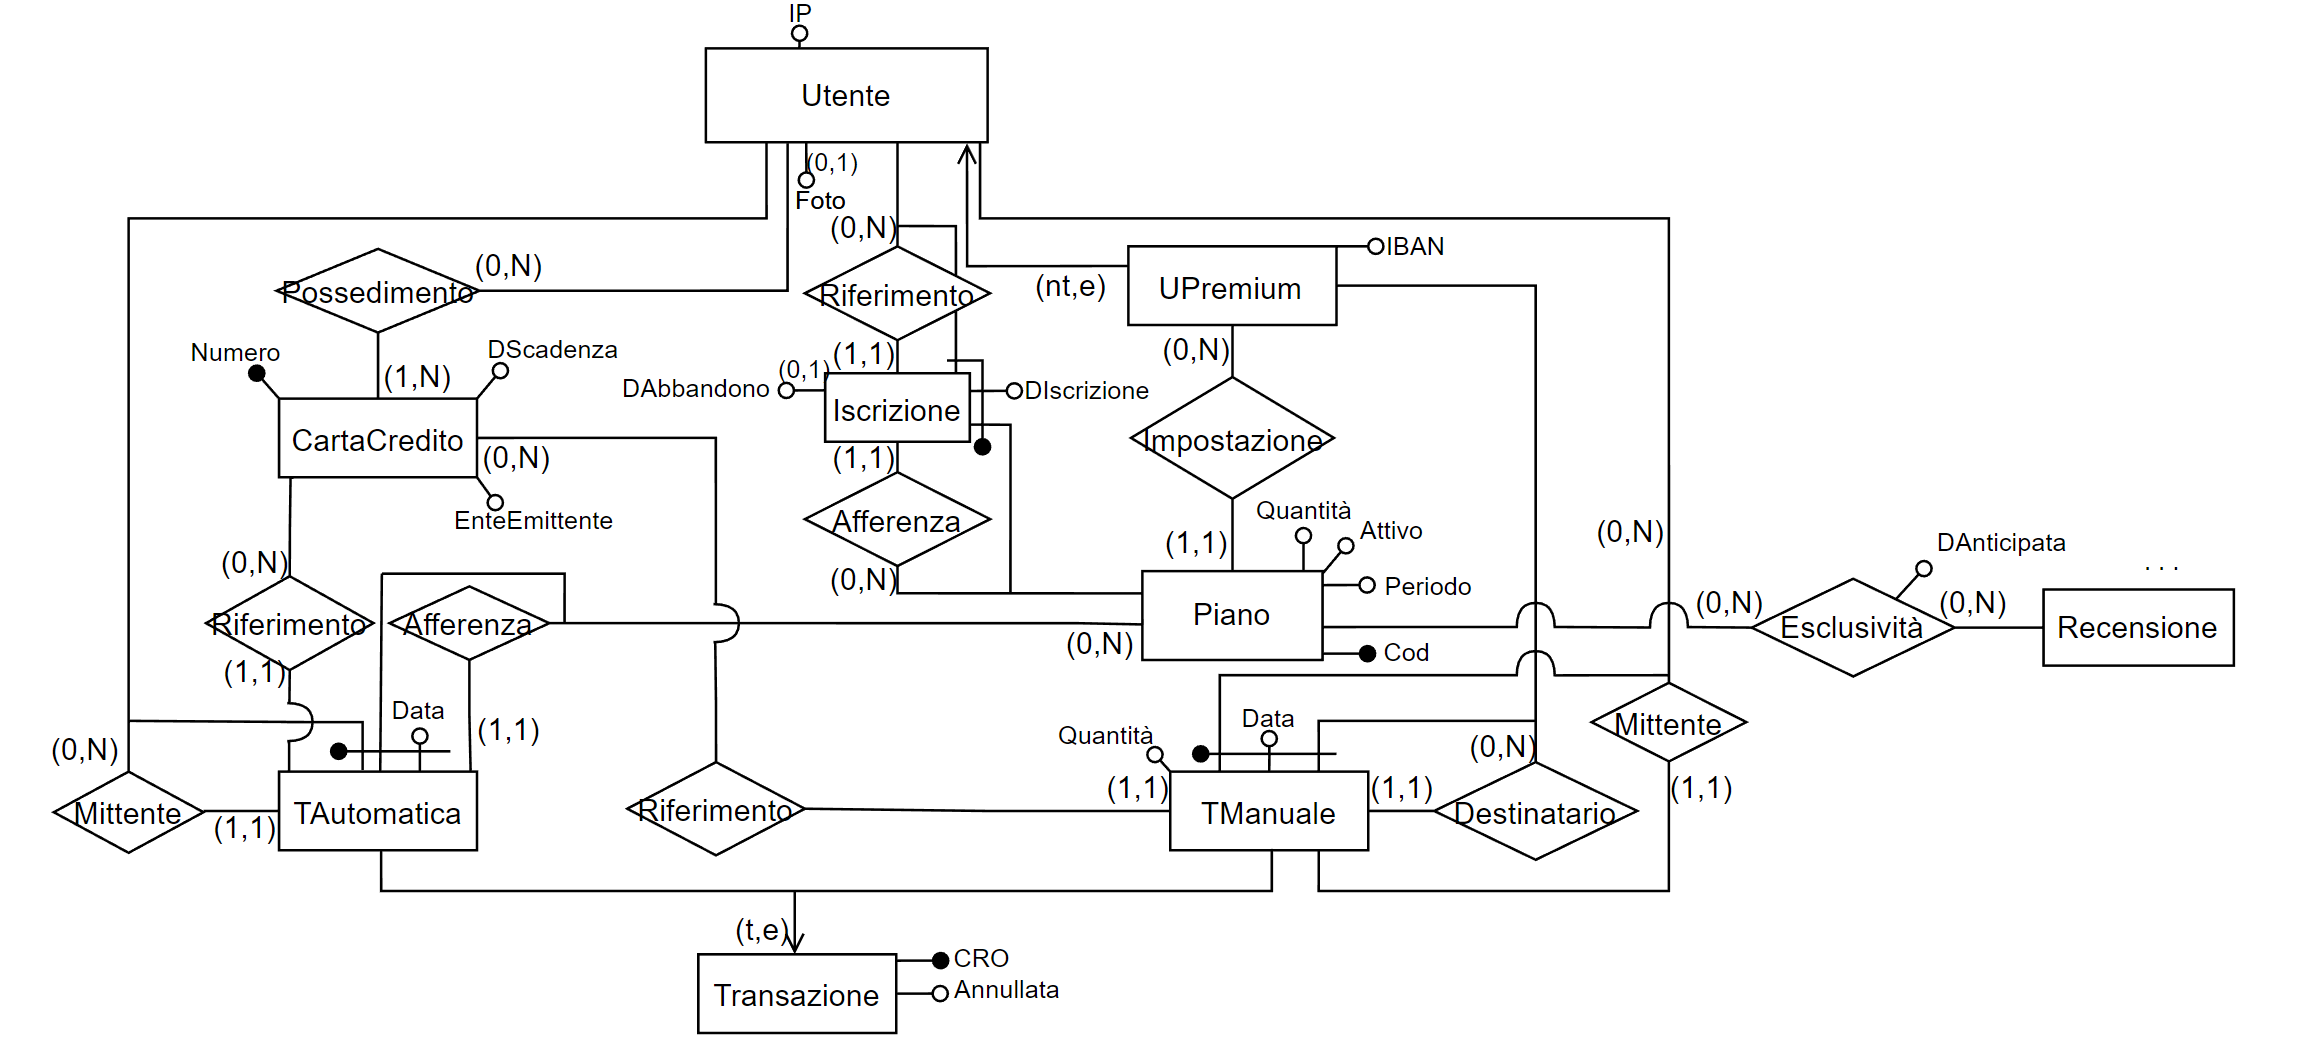 IP
Utente
(0,1)
Foto
(0,N)
(0,N)
Possedimento
Riferimento
(nt,e)
UPremium
IBAN
Numero
DScadenza
(1,N)
(1,1)
(0,1)
DAbbandono
Iscrizione
DIscrizione
(0,N)
CartaCredito
(0,N)
EnteEmittente
(1,1)
Impostazione
Afferenza
Quantità
Attivo
(1,1)
(0,N)
(0,N)
DAnticipata
. . .
(0,N)
(0,N)
Periodo
Piano
(0,N)
(0,N)
Esclusività
Recensione
Riferimento
Afferenza
(0,N)
Cod
(1,1)
Data
(1,1)
Quantità
Data
Mittente
(0,N)
(0,N)
(1,1)
(1,1)
(1,1)
Mittente
TAutomatica
(1,1)
Riferimento
TManuale
Destinatario
(t,e)
CRO
Transazione
Annullata